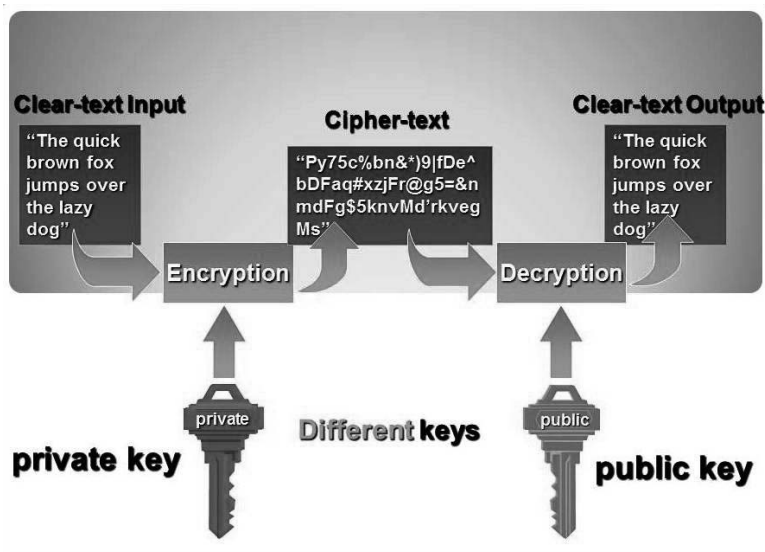 Clear-text Input
“The quick
brown fox
jumps over
the lazy
dog”
Cipher-text
“Py75c%bn&*)9|fDe^
bDFaq#xzjFr@g5=&n
mdFg$5knvMd’rkveg
Ms”
Clear-text Output
“The quick
brown fox
jumps over
the lazy
dog”
Encryption
Decryption
private
public
Different keys
private key
public key